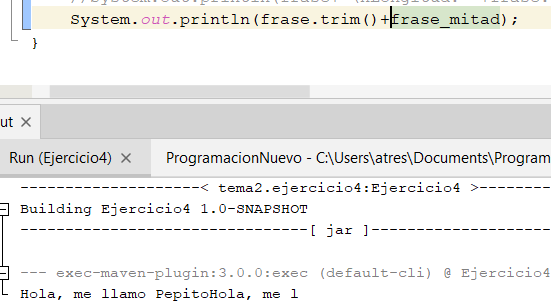 System.out.println(frase.trim()+frase_mitad);
}
ut ×
Run (Ejercicio4) × ProgramacionNuevo - C:\Users\atres\Documents\Program
--------------------< tema2.ejercicio4:Ejercicio4 >--------
Building Ejercicio4 1.0-SNAPSHOT
--------------------------------[ jar ]--------------------
--- exec-maven-plugin:3.0.0:exec (default-cli) @ Ejercicio4
Hola, me llamo PepitoHola, me l